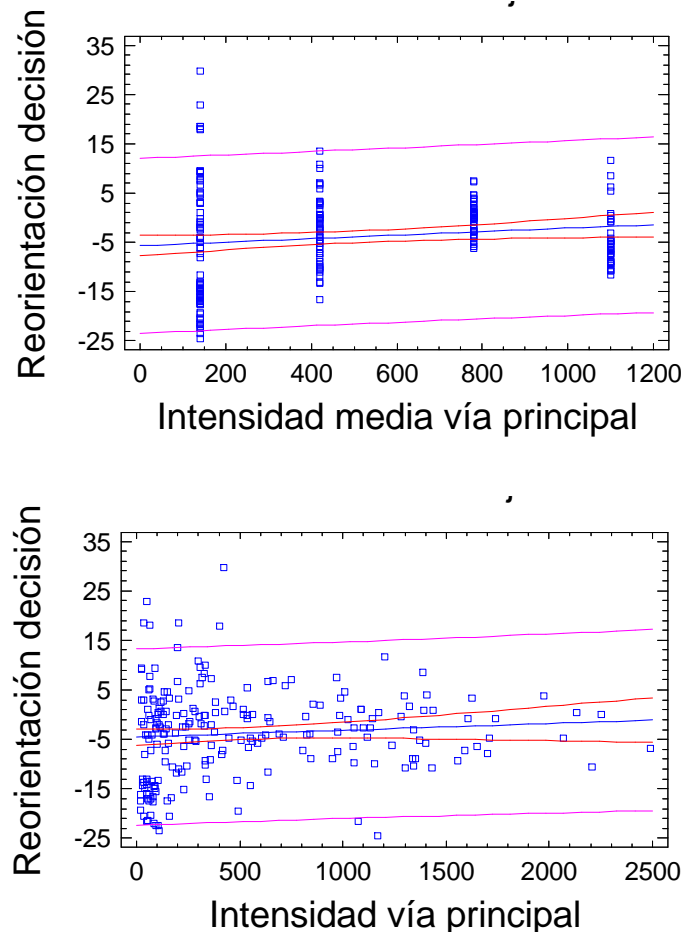 Reorientación decisión
35
25
15
5
-5
-15
-25
0 200 400 600 800 1000 1200
Intensidad media vía principal
Reorientación decisión
35
25
15
5
-5
-15
-25
0 500 1000 1500 2000 2500
Intensidad vía principal